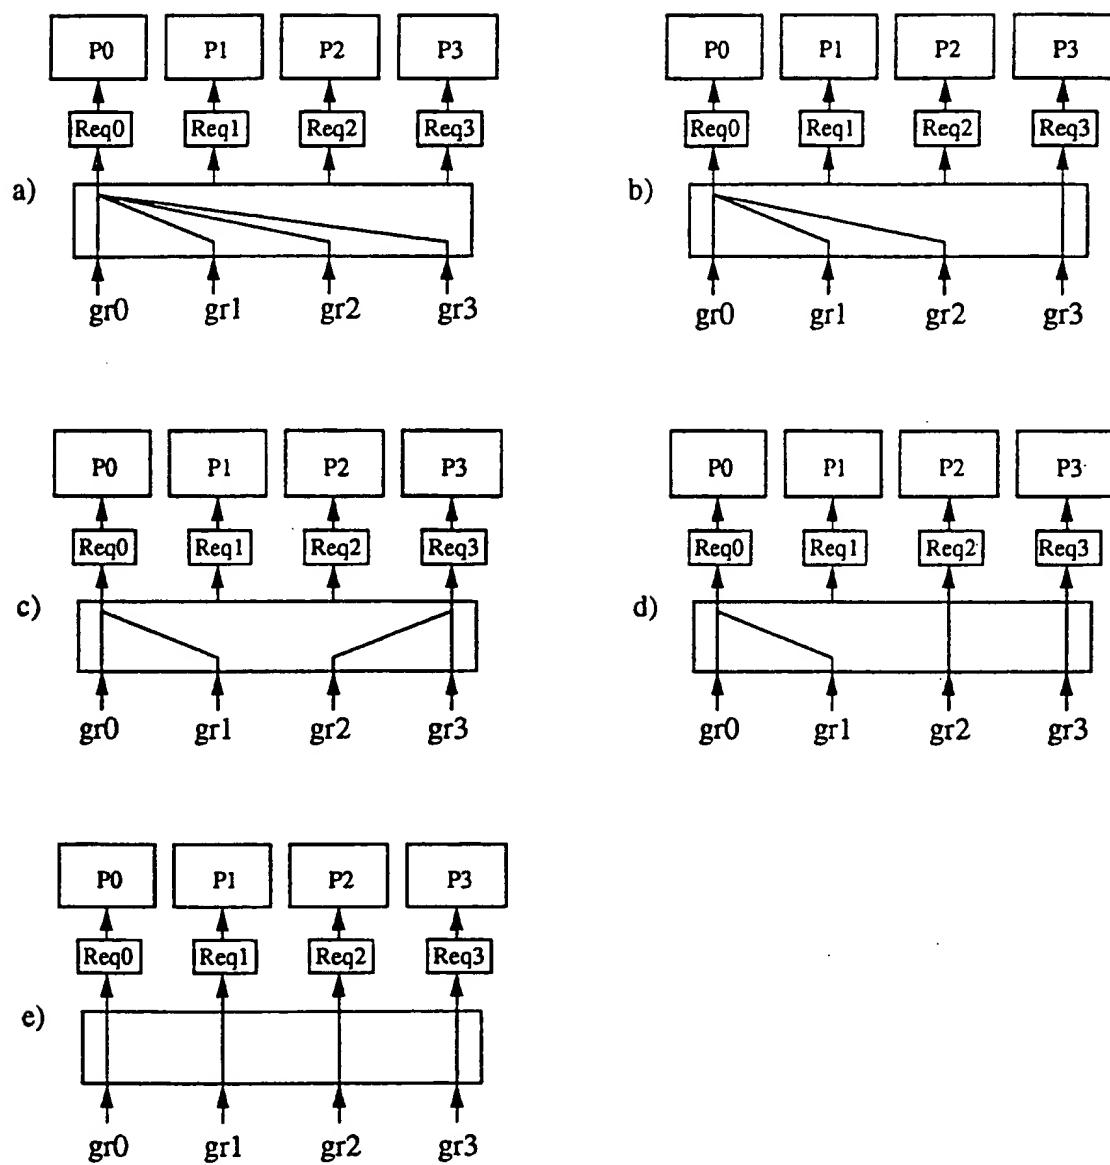 P0 P1 P2 P3
Req0 Req1 Req2 Req3
a)
gr0 gr1 gr2 gr3
P0 P1 P2 P3
Req0 Req1 Req2 Req3
b)
gr0 gr1 gr2 gr3
P0 P1 P2 P3
Req0 Req1 Req2 Req3
c)
gr0 gr1 gr2 gr3
P0 P1 P2 P3
Req0 Req1 Req2 Req3
d)
gr0 gr1 gr2 gr3
P0 P1 P2 P3
Req0 Req1 Req2 Req3
e)
gr0 gr1 gr2 gr3